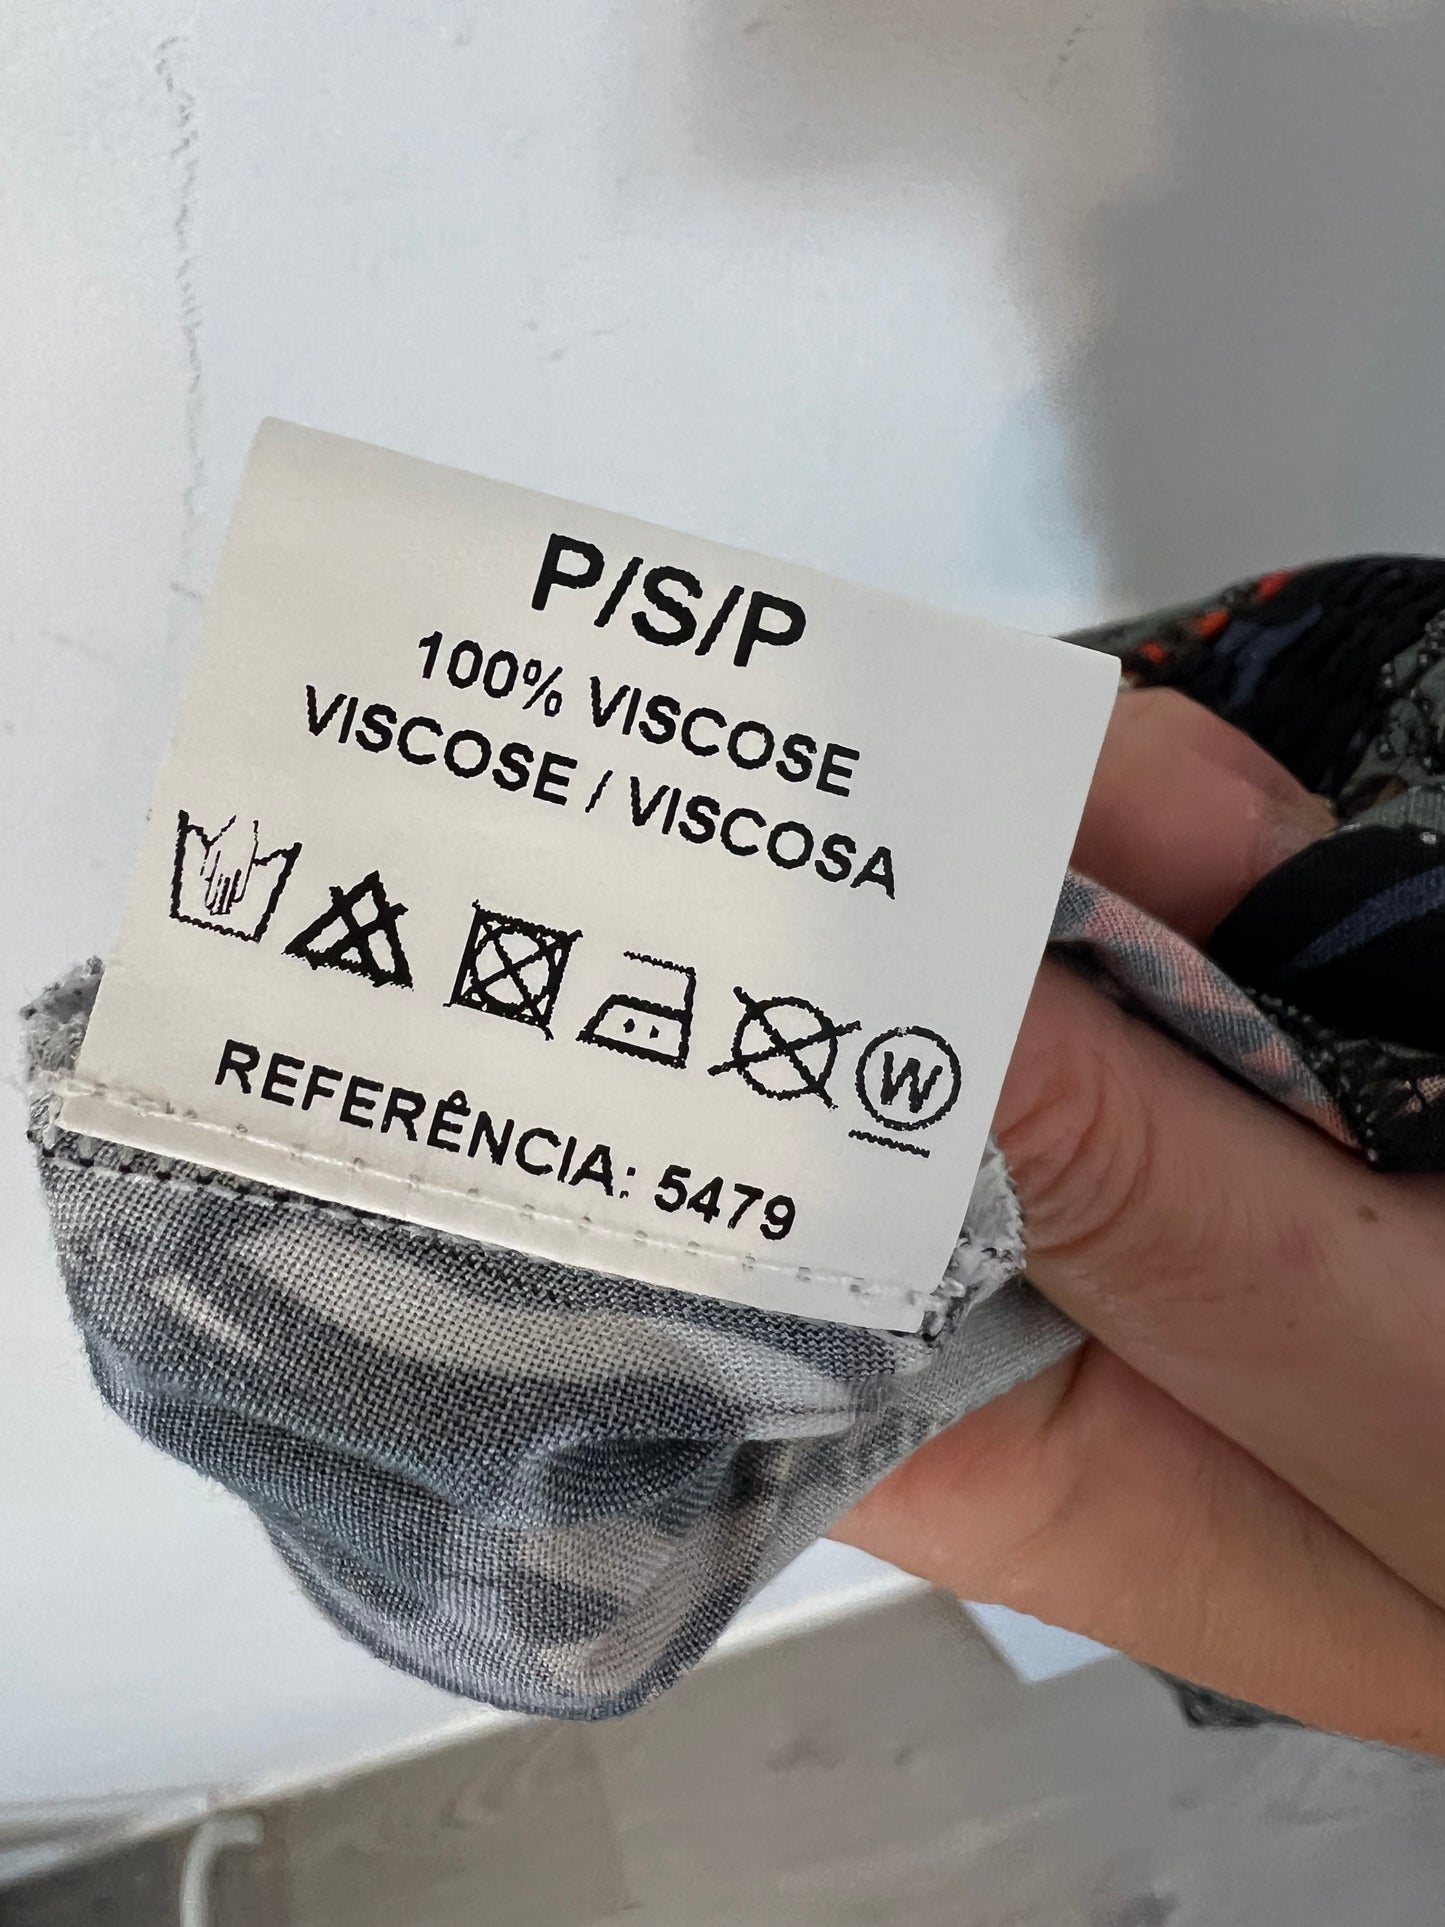 P/S/P
100% VISCOSE
VISCOSE / VISCOSA
W
REFERÊNCIA: 5479